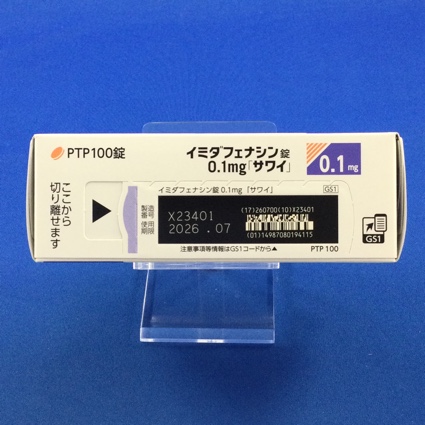 PTP100錠
イミダフェナシン錠
0.1mg「サワイ」
0.1mg
ここから
切り離せます
イミダフェナシン錠 0.1mg「サワイ」
GS1
製造番号
X23401
使用期限
2026.07
(17)260700(10)X23401
(01)14987080194115
注意事項等情報はGS1コードから▲
PTP 100
GS1